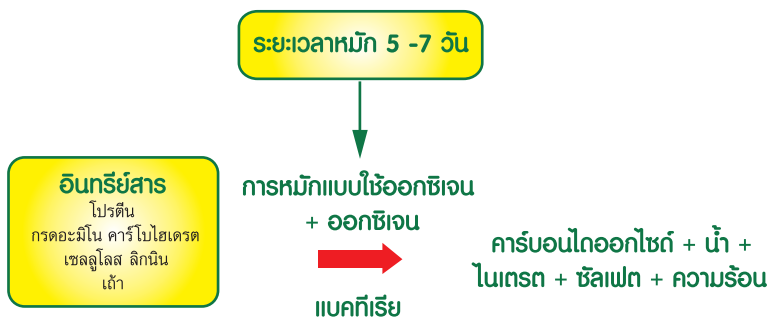 ระยะเวลาหมัก 5 -7 วัน
อินทรีย์สาร
โปรตีน
กรดอะมิโน คาร์โบไฮเดรต
เซลลูโลส ลิกนิน
เถ้า
การหมักแบบใช้ออกซิเจน
+ ออกซิเจน
แบคทีเรีย
คาร์บอนไดออกไซด์ + น้ำ +
ไนเตรต + ซัลเฟต + ความร้อน